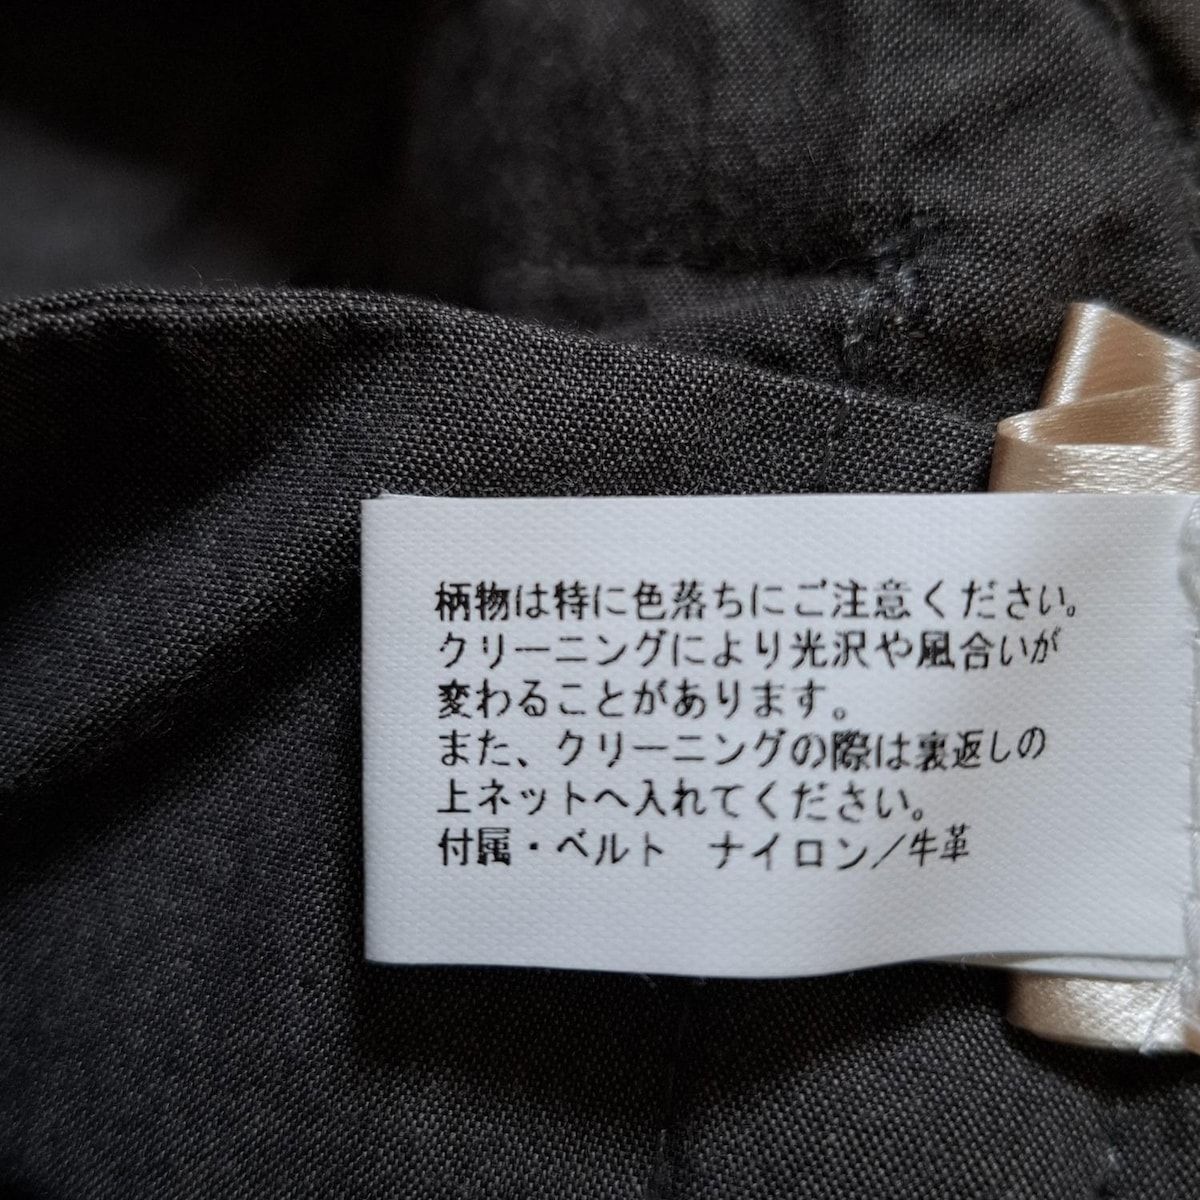 柄物は特に色落ちにご注意ください。
クリーニングにより光沢や風合いが
変わることがあります。
また、クリーニングの際は裏返しの
上ネットへ入れてください。
付属・ベルト　ナイロン／牛革